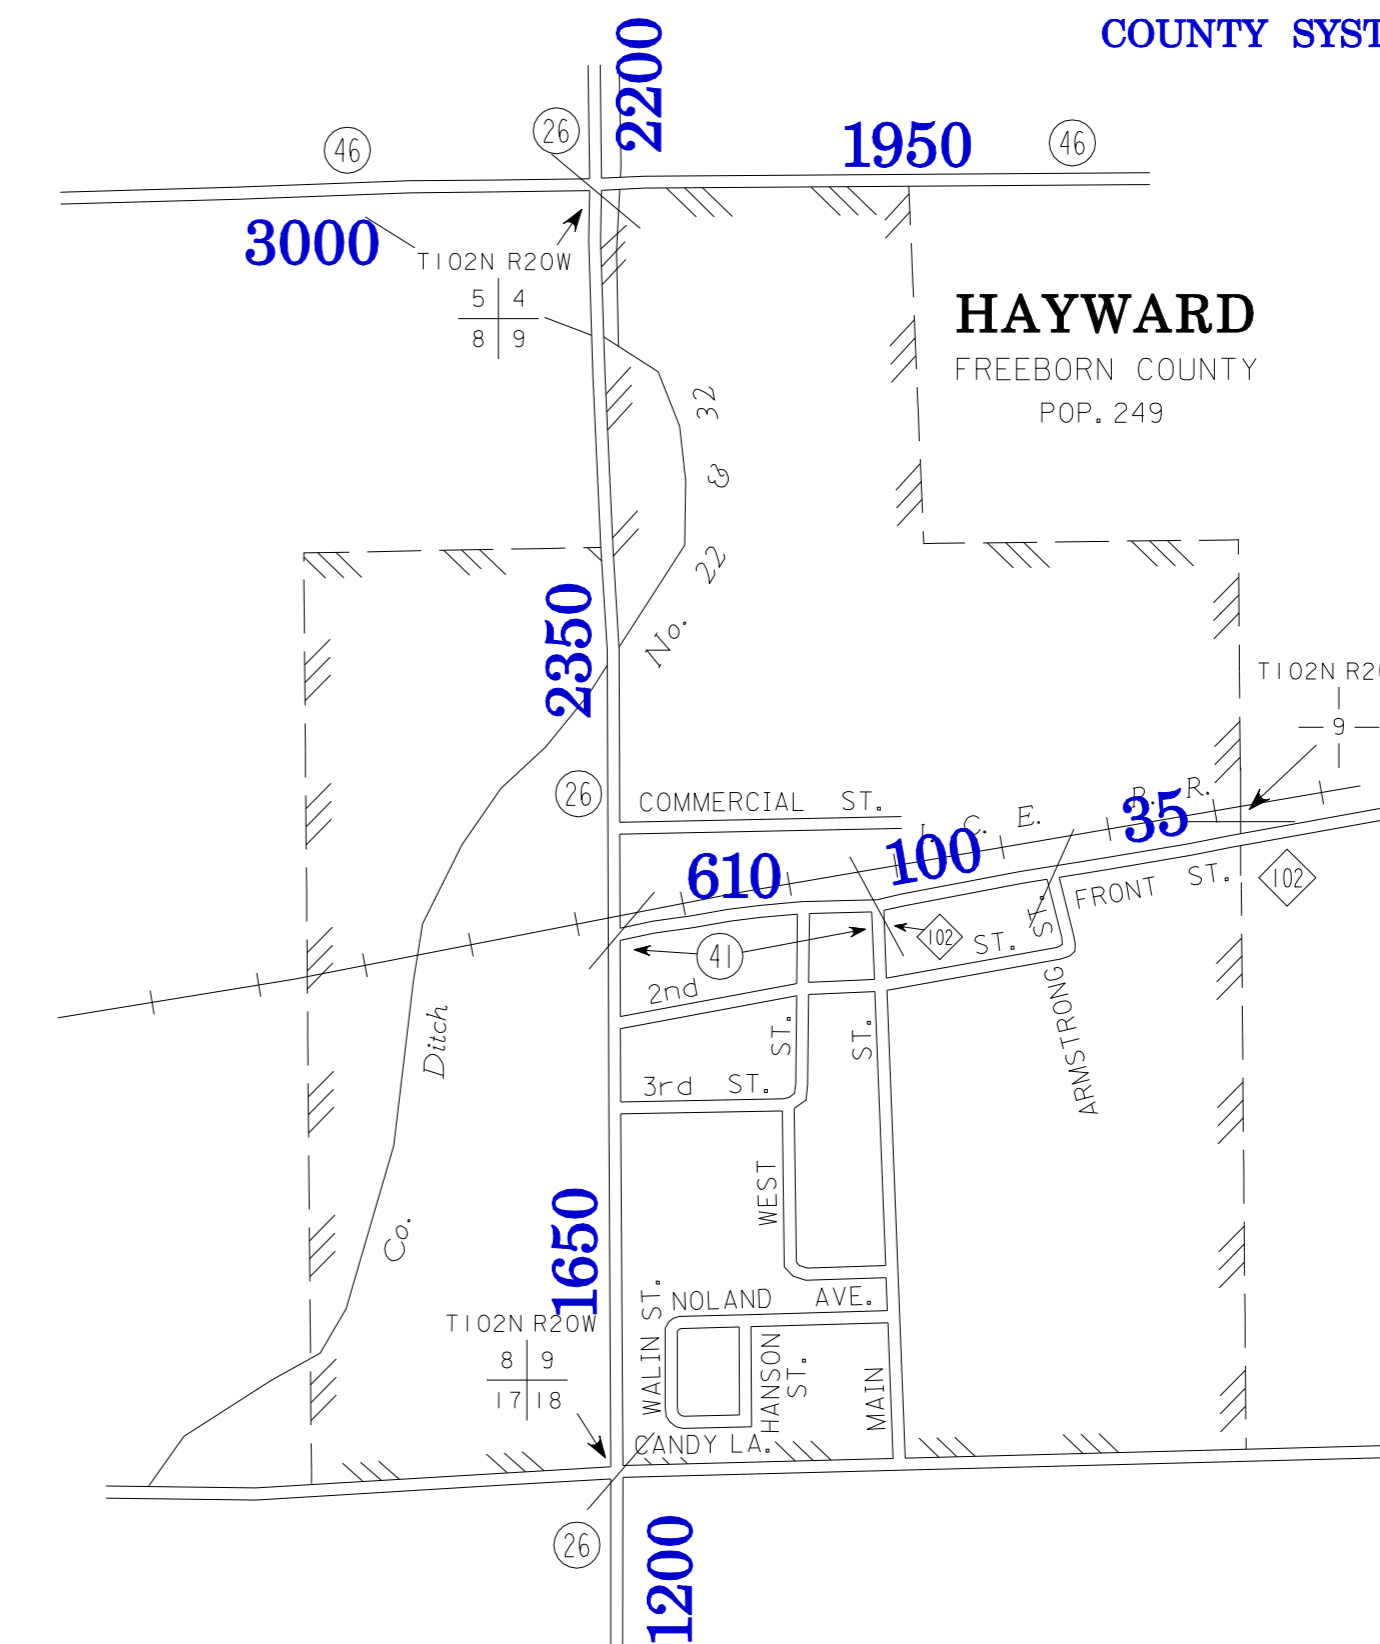 COUNTY SYST
2200
26
46
1950
46
3000
T102N R20W
5 4
8 9
HAYWARD
FREEBORN COUNTY
POP. 249
Co. Ditch No. 22 & 32
2350
T102N R2
9
26
COMMERCIAL ST.
I. C. E. R. R.
35
100
610
FRONT ST.
102
41
102
2nd ST.
ARMSTRONG ST.
3rd ST.
WEST ST.
MAIN ST.
1650
NOLAND AVE.
T102N R20W
8 9
17 18
WALIN ST.
HANSON ST.
CANDY LA.
26
1200